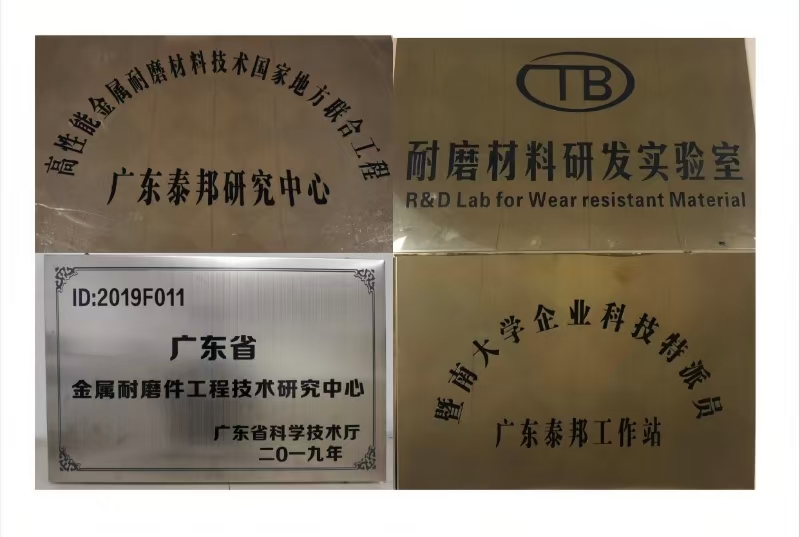 高性能金属耐磨材料技术国家地方联合工程
广东泰邦研究中心
TB
耐磨材料研发实验室
R&D Lab for Wear resistant Material
ID:2019F011
广东省
金属耐磨件工程技术研究中心
广东省科学技术厅
二〇一九年
暨南大学企业科技特派员
广东泰邦工作站